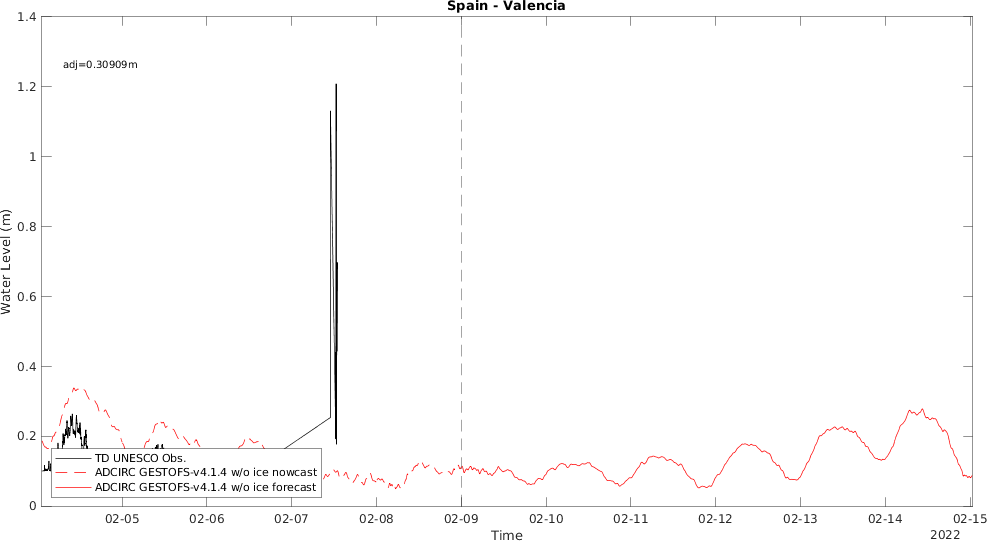 Spain - Valencia
1.4
adj=0.30909m
1.2
1
0.8
0.6
0.4
0.2
0
Water Level (m)
TD UNESCO Obs.
ADCIRC GESTOFS-v4.1.4 w/o ice nowcast
ADCIRC GESTOFS-v4.1.4 w/o ice forecast
02-05 02-06 02-07 02-08 02-09 02-10 02-11 02-12 02-13 02-14 02-15
Time
2022